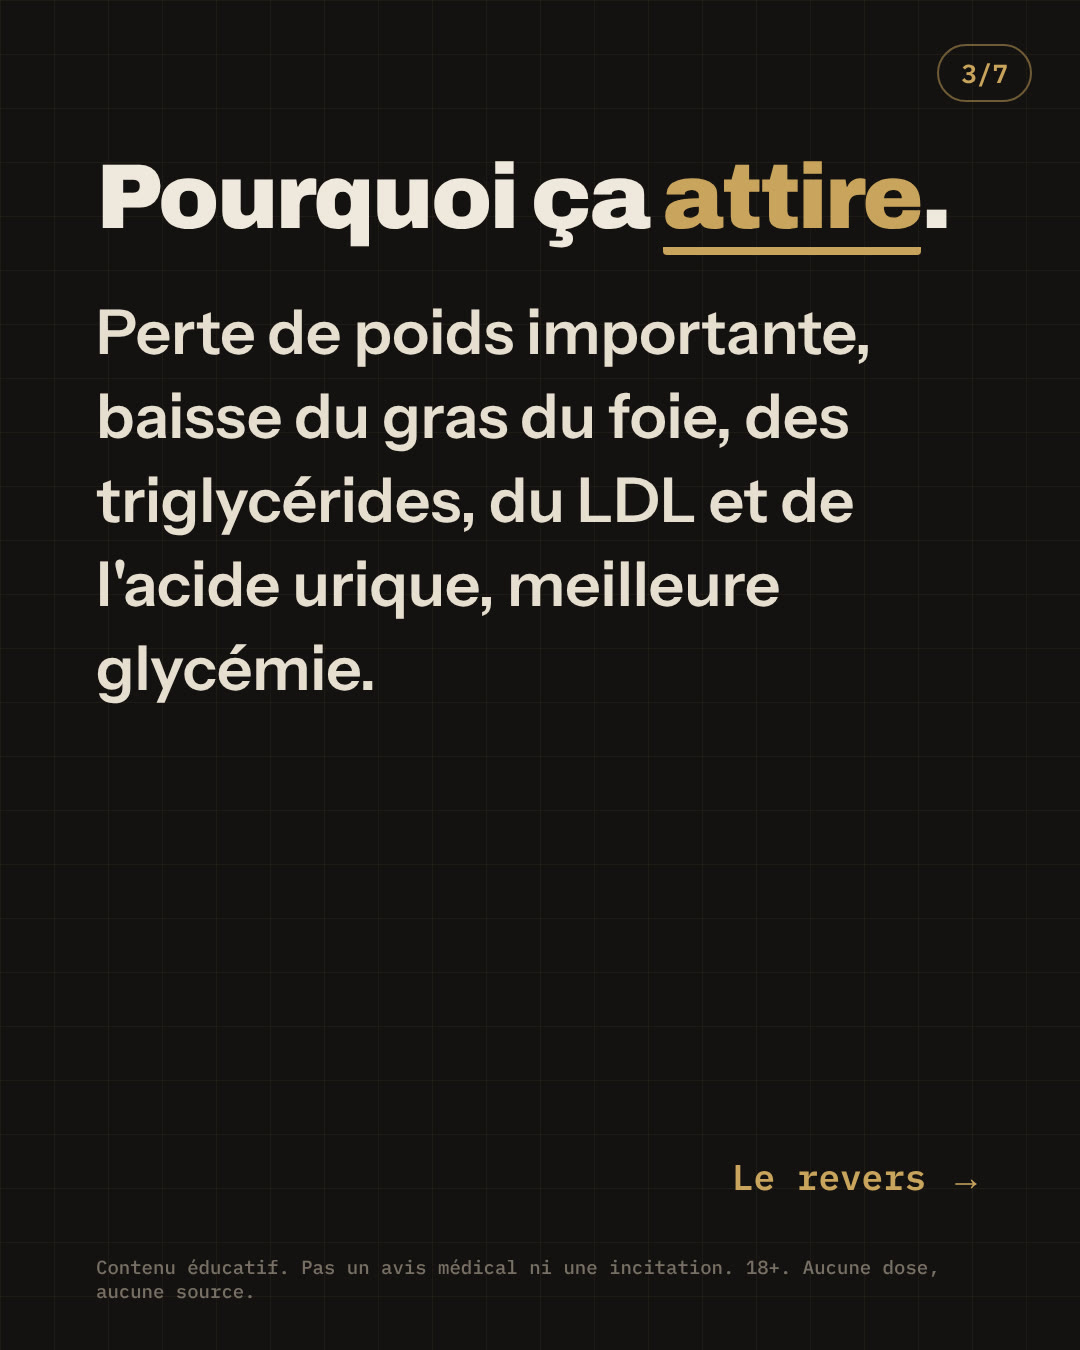 3/7
Pourquoi ça attire.
Perte de poids importante,
baisse du gras du foie, des
triglycérides, du LDL et de
l'acide urique, meilleure
glycémie.
Le revers →
Contenu éducatif. Pas un avis médical ni une incitation. 18+. Aucune dose,
aucune source.